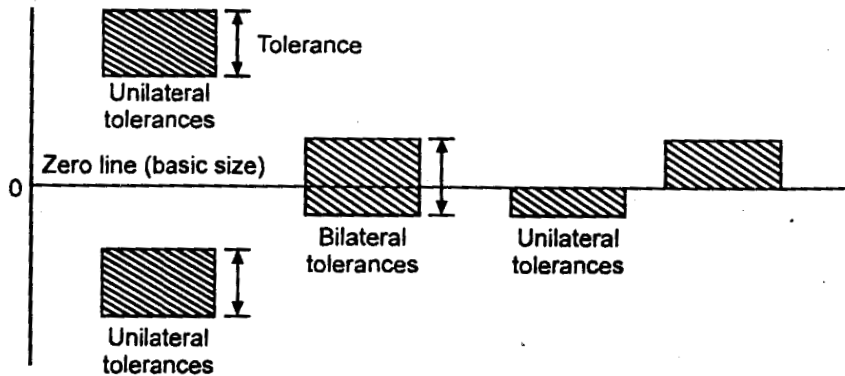 Tolerance
Unilateral
tolerances
Zero line (basic size)
0
Bilateral
tolerances
Unilateral
tolerances
Unilateral
tolerances